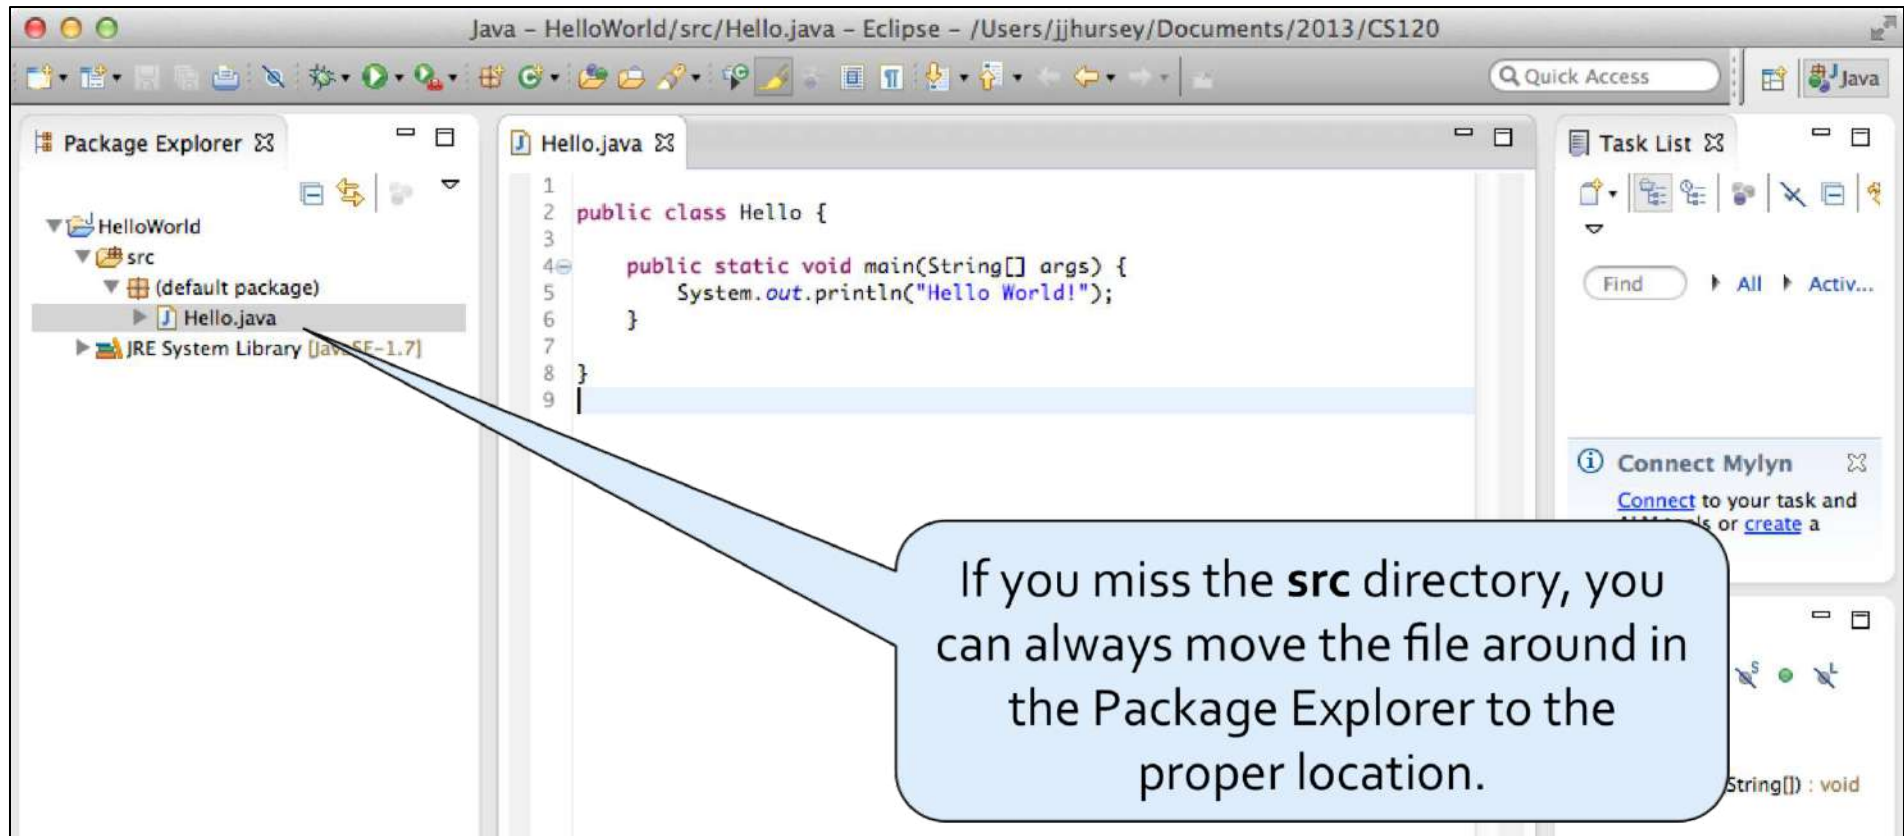 Java – HelloWorld/src/Hello.java – Eclipse – /Users/jjhursey/Documents/2013/CS120
Quick Access
Java
Package Explorer
HelloWorld
src
(default package)
Hello.java
JRE System Library [JavaSE-1.7]
Hello.java
1
2 public class Hello {
3
4 public static void main(String[] args) {
5 System.out.println("Hello World!");
6 }
7
8 }
9
Task List
Find All Activ...
Connect Mylyn
Connect to your task and
or create a
If you miss the src directory, you
can always move the file around in
the Package Explorer to the
proper location.
String[]) : void